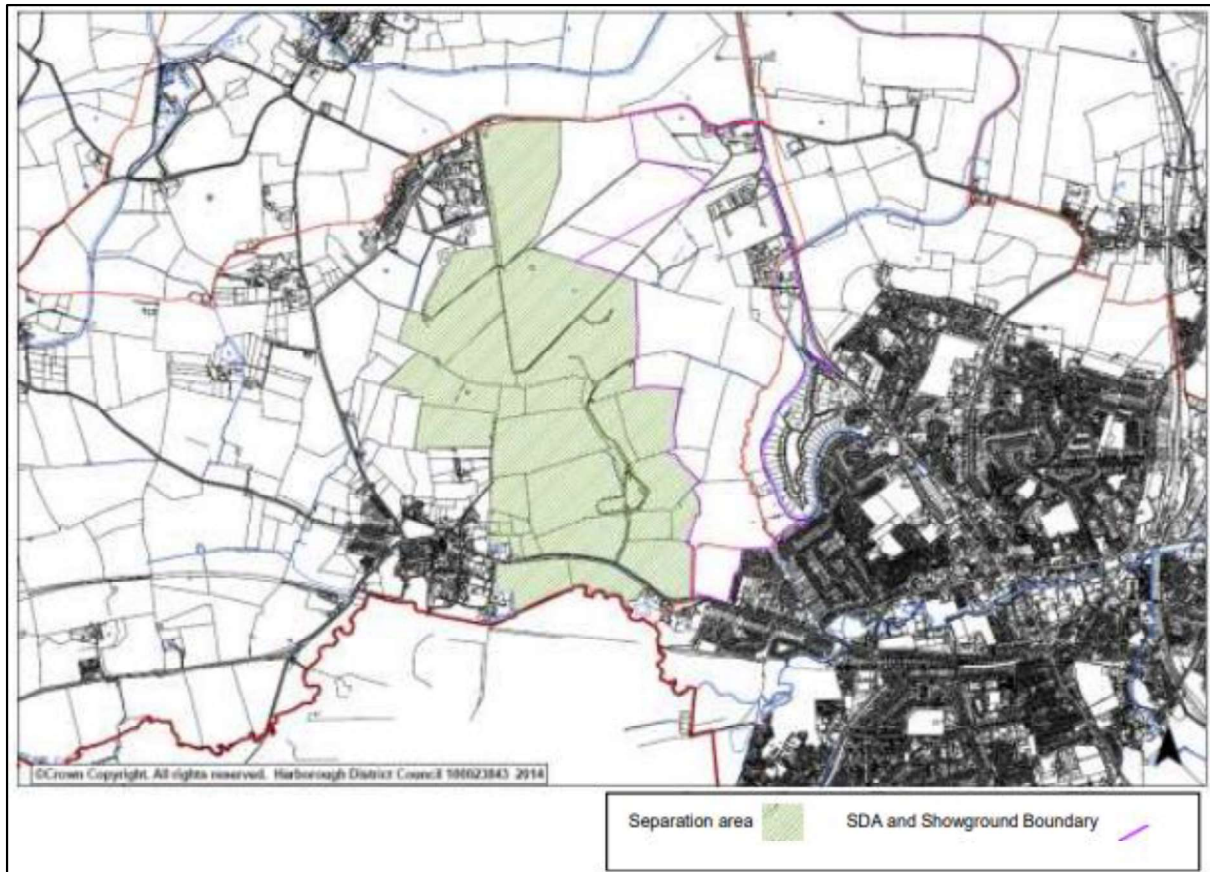 ©Crown Copyright. All rights reserved. Harborough District Council 100023843 2014
Separation area
SDA and Showground Boundary